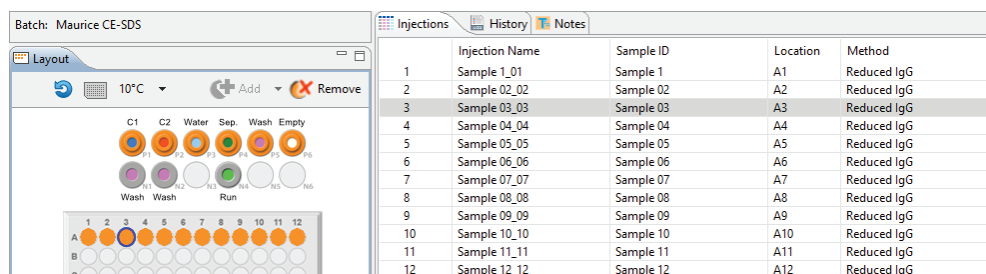 Batch: Maurice CE-SDS
Layout
10°C Add Remove
C1 C2 Water Sep. Wash Empty
P1 P2 P3 P4 P5 P6
N1 N2 N3 N4 N5 N6
Wash Wash Run
1 2 3 4 5 6 7 8 9 10 11 12
A
B
Injections History Notes
Injection Name Sample ID Location Method
1 Sample 1_01 Sample 1 A1 Reduced IgG
2 Sample 02_02 Sample 02 A2 Reduced IgG
3 Sample 03_03 Sample 03 A3 Reduced IgG
4 Sample 04_04 Sample 04 A4 Reduced IgG
5 Sample 05_05 Sample 05 A5 Reduced IgG
6 Sample 06_06 Sample 06 A6 Reduced IgG
7 Sample 07_07 Sample 07 A7 Reduced IgG
8 Sample 08_08 Sample 08 A8 Reduced IgG
9 Sample 09_09 Sample 09 A9 Reduced IgG
10 Sample 10_10 Sample 10 A10 Reduced IgG
11 Sample 11_11 Sample 11 A11 Reduced IgG
12 Sample 12_12 Sample 12 A12 Reduced IgG